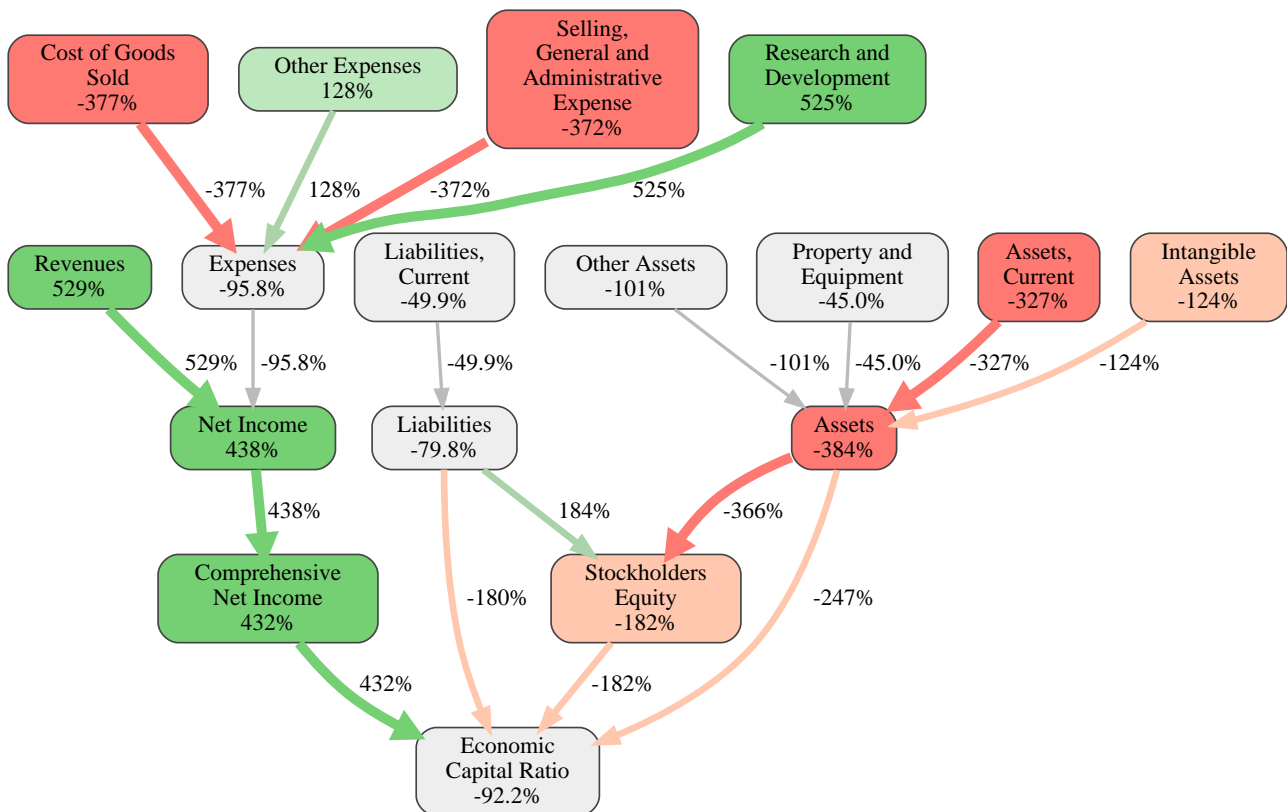 Cost of Goods
Sold
-377%
Other Expenses
128%
Selling,
General and
Administrative
Expense
-372%
Research and
Development
525%
-377%
128%
-372%
525%
Revenues
529%
Expenses
-95.8%
Liabilities,
Current
-49.9%
Other Assets
-101%
Property and
Equipment
-45.0%
Assets,
Current
-327%
Intangible
Assets
-124%
529%
-95.8%
-49.9%
-101%
-45.0%
-327%
-124%
Net Income
438%
Liabilities
-79.8%
Assets
-384%
438%
184%
-366%
Comprehensive
Net Income
432%
-180%
Stockholders
Equity
-182%
-247%
432%
-182%
Economic
Capital Ratio
-92.2%